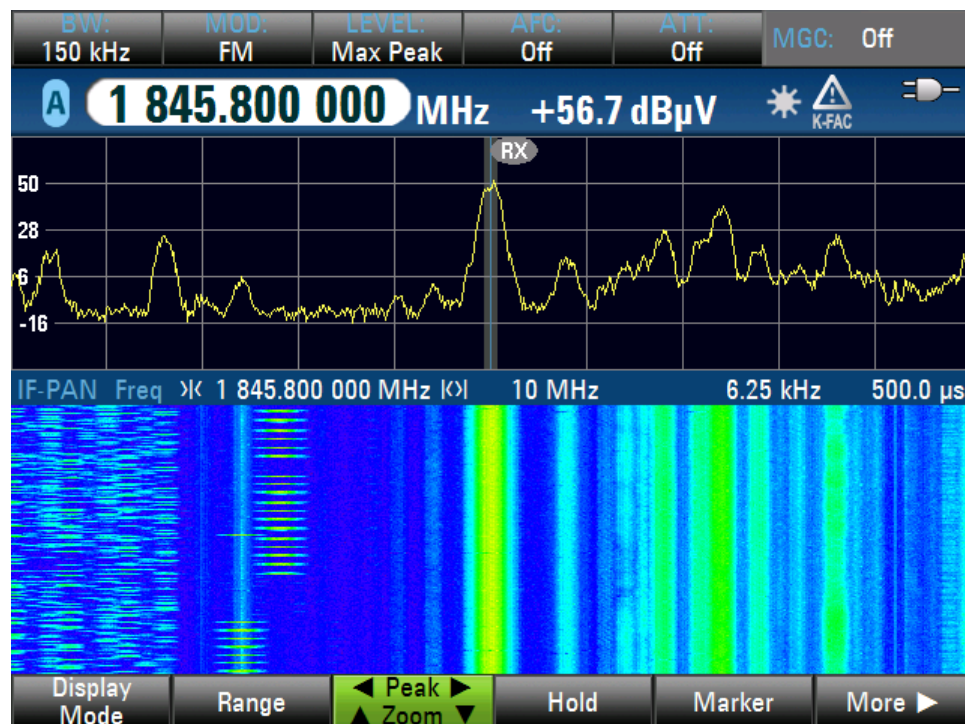 BW: MOD: LEVEL: AFC: ATT: MGC: Off
150 kHz FM Max Peak Off Off
A 1 845.800 000 MHz +56.7 dBµV K-FAC
RX
50
28
6
-16
IF-PAN Freq 1 845.800 000 MHz 10 MHz 6.25 kHz 500.0 µs
Display Mode Range ◄ Peak ► ▲ Zoom ▼ Hold Marker More ►